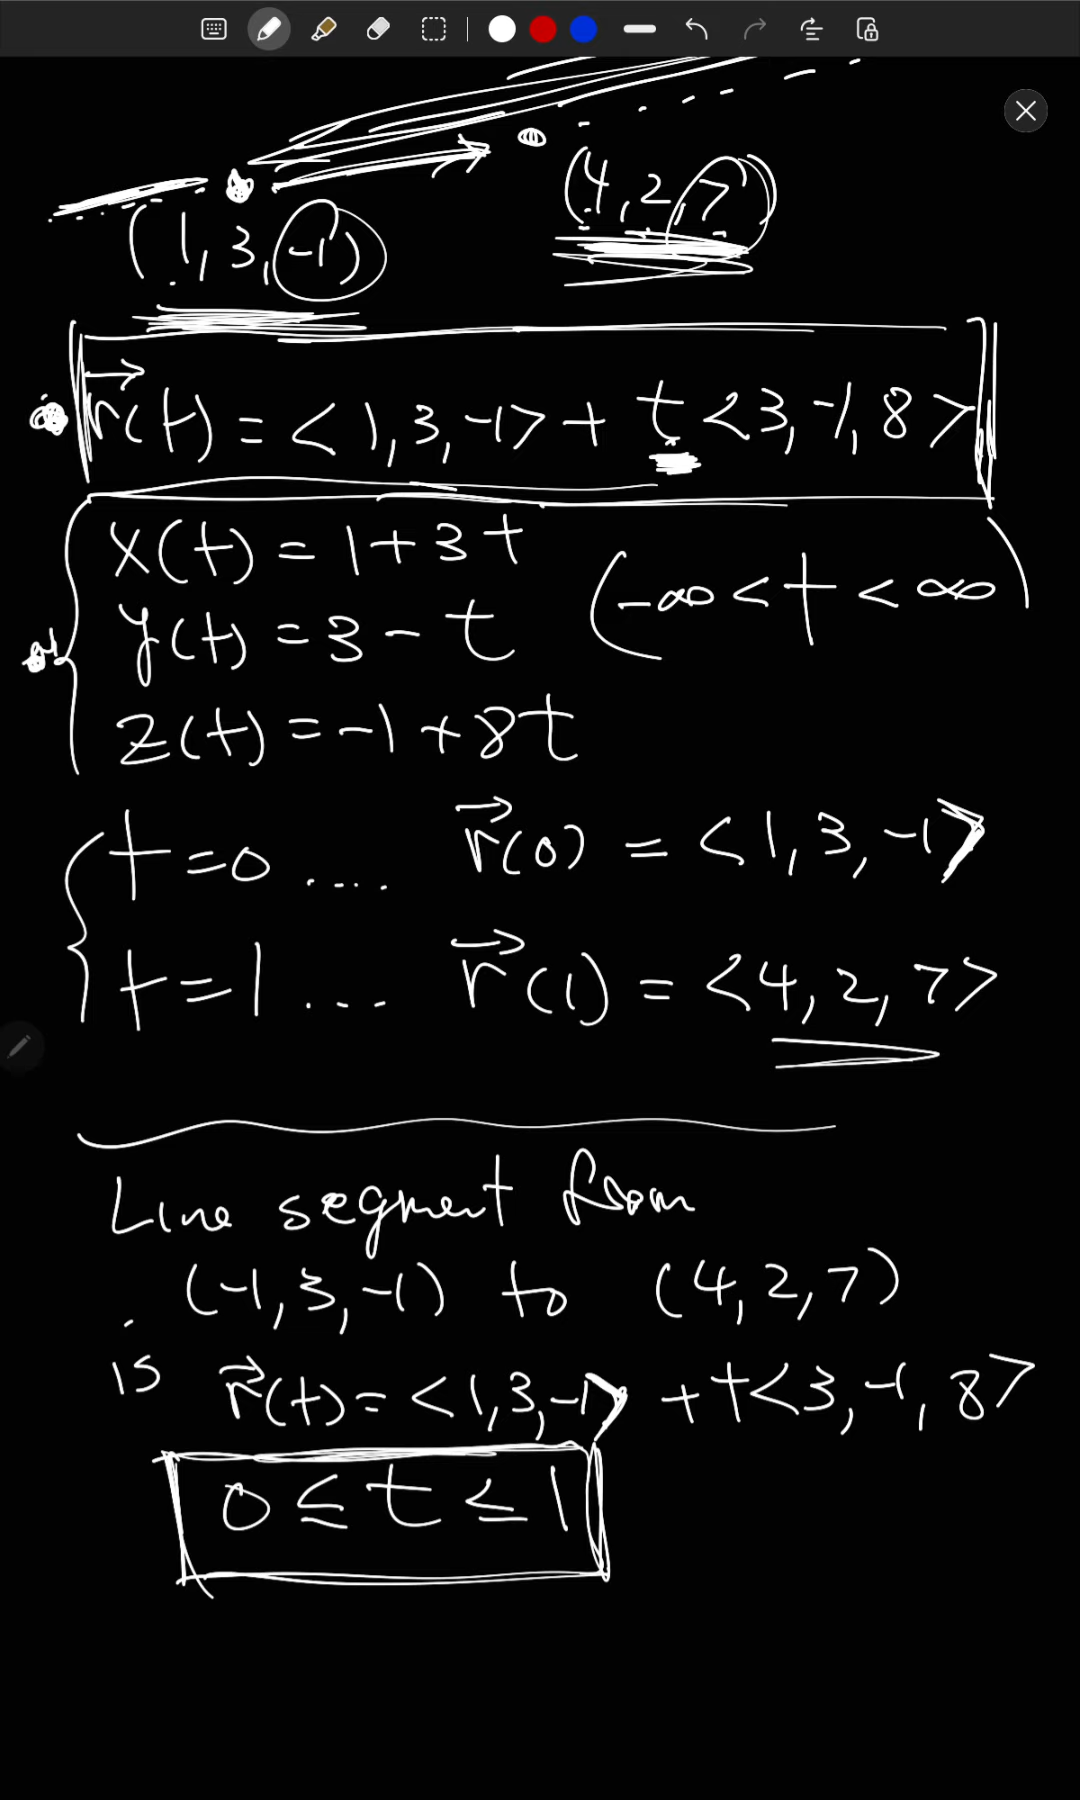 (1, 3, -1) (4, 2, 7)
r⃗(t) = <1, 3, -1> + t <3, -1, 8>
x(t) = 1 + 3t
y(t) = 3 - t (-∞ < t < ∞)
z(t) = -1 + 8t
t = 0 .... r⃗(0) = <1, 3, -1>
t = 1 ... r⃗(1) = <4, 2, 7>
Line segment from
(-1, 3, -1) to (4, 2, 7)
is r⃗(t) = <1, 3, -1> + t<3, -1, 8>
0 ≤ t ≤ 1